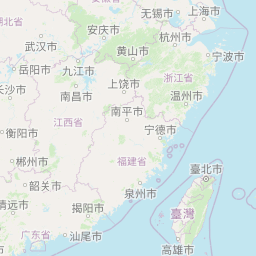 上海市
无锡市
湖北省
安庆市
杭州市
武汉市
黄山市
宁波市
岳阳市
九江市
上饶市
浙江省
长沙市
南昌市
温州市
南平市
江西省
宁德市
衡阳市
福建省
郴州市
臺北市
韶关市
泉州市
清远市
揭阳市
臺灣
广东省
汕尾市
高雄市